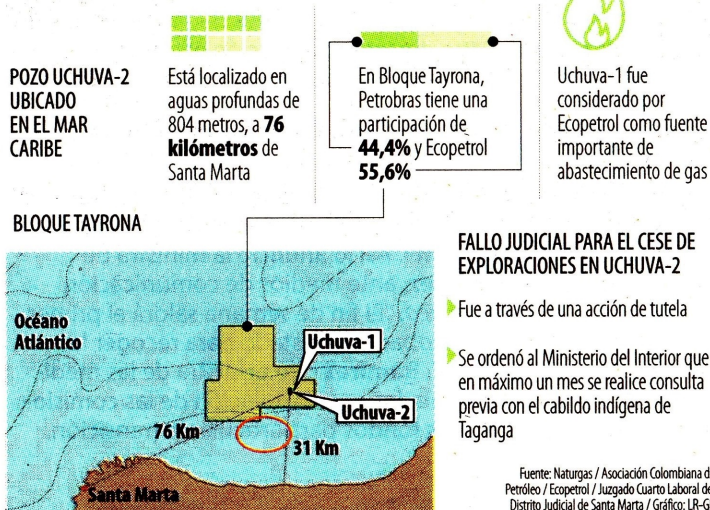 POZO UCHUVA-2
UBICADO
EN EL MAR
CARIBE
Está localizado en
aguas profundas de
804 metros, a 76
kilómetros de
Santa Marta
En Bloque Tayrona,
Petrobras tiene una
participación de
44,4% y Ecopetrol
55,6%
Uchuva-1 fue
considerado por
Ecopetrol como fuente
importante de
abastecimiento de gas
BLOQUE TAYRONA
Océano
Atlántico
Uchuva-1
Uchuva-2
76 Km
31 Km
Santa Marta
FALLO JUDICIAL PARA EL CESE DE
EXPLORACIONES EN UCHUVA-2
Fue a través de una acción de tutela
Se ordenó al Ministerio del Interior que
en máximo un mes se realice consulta
previa con el cabildo indígena de
Taganga
Fuente: Naturgas / Asociación Colombiana d
Petróleo / Ecopetrol / Juzgado Cuarto Laboral de
Distrito Judicial de Santa Marta / Gráfico: LR-G